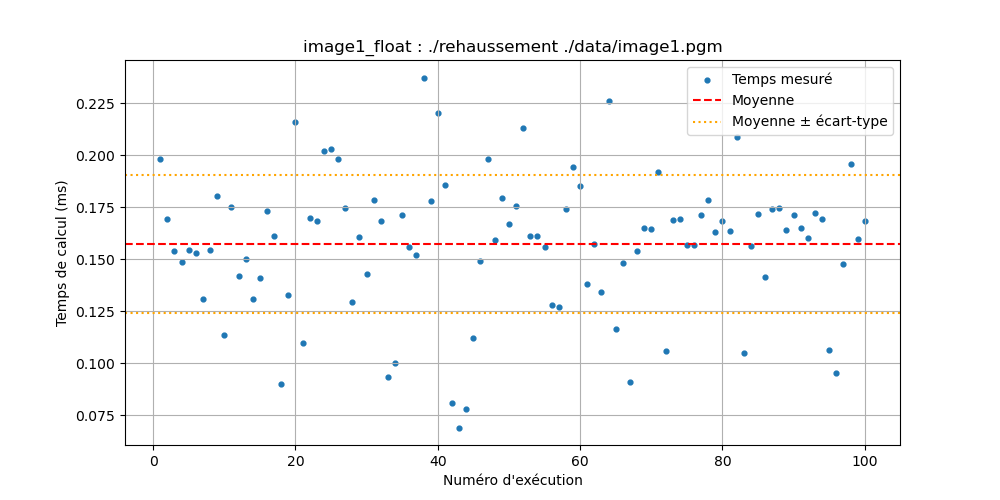 image1_float : ./rehaussement ./data/image1.pgm
Temps mesuré
Moyenne
Moyenne ± écart-type
Temps de calcul (ms)
0.225
0.200
0.175
0.150
0.125
0.100
0.075
0 20 40 60 80 100
Numéro d'exécution